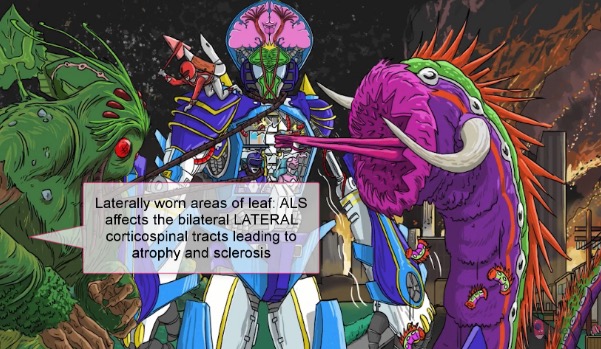 Laterally worn areas of leaf: ALS
affects the bilateral LATERAL
corticospinal tracts leading to
atrophy and sclerosis